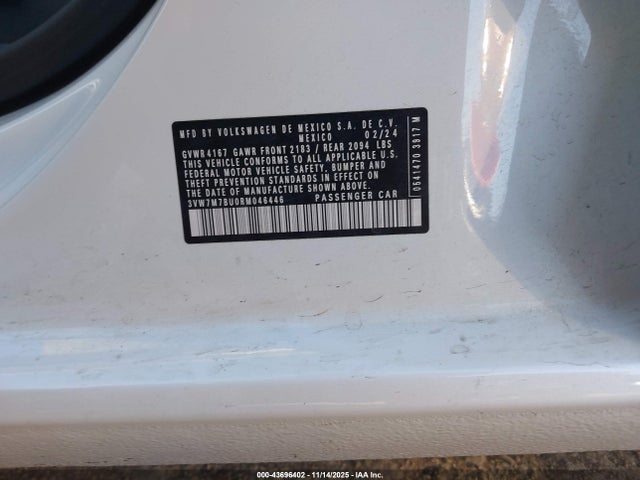 MFD BY VOLKSWAGEN DE MEXICO S.A. DE C.V.
MEXICO 02/24
GVWR 4167 GAWR FRONT 2183 / REAR 2094 LBS
THIS VEHICLE CONFORMS TO ALL APPLICABLE U.S.
FEDERAL MOTOR VEHICLE SAFETY, BUMPER AND
THEFT PREVENTION STANDARDS IN EFFECT ON THE
DATE OF MANUFACTURE SHOWN ABOVE.
3VW7M7BU0RM046446 PASSENGER CAR
0641470 3917 M
000-43696402 - 11/14/2025 - IAA Inc.